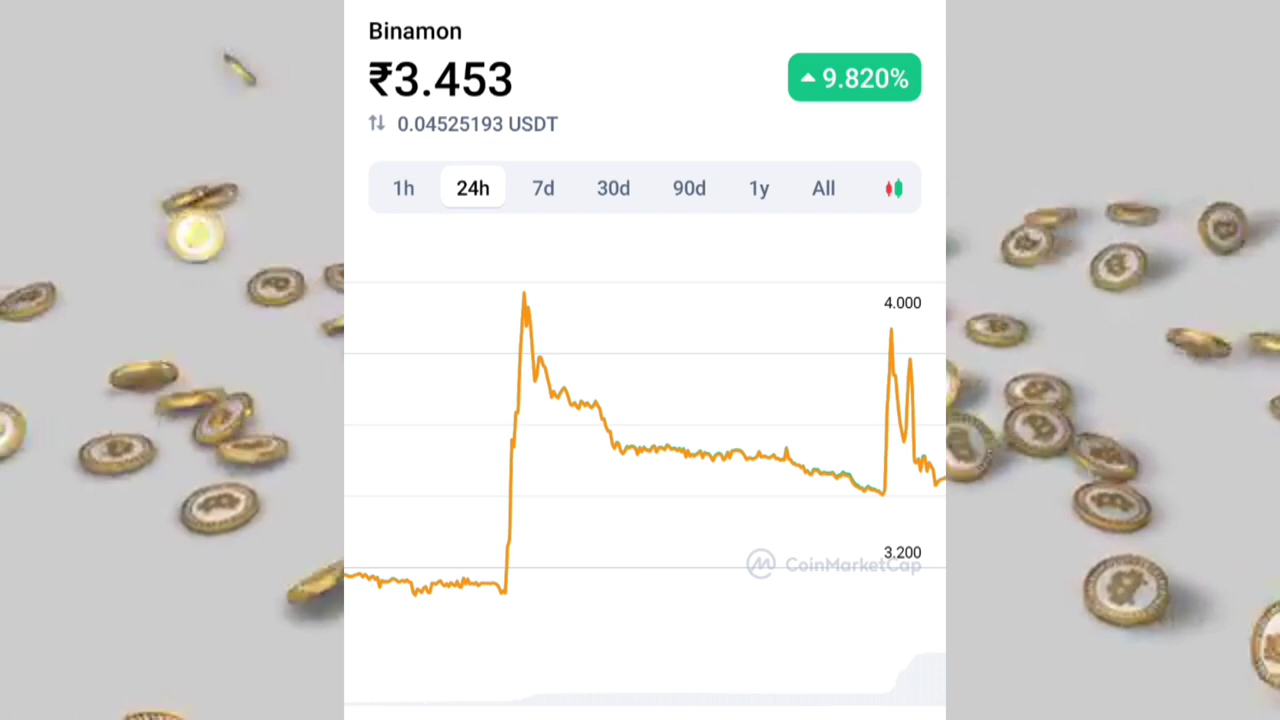 Binamon
₹3.453
9.820%
0.04525193 USDT
1h 24h 7d 30d 90d 1y All
4.000
3.200
CoinMarketCap